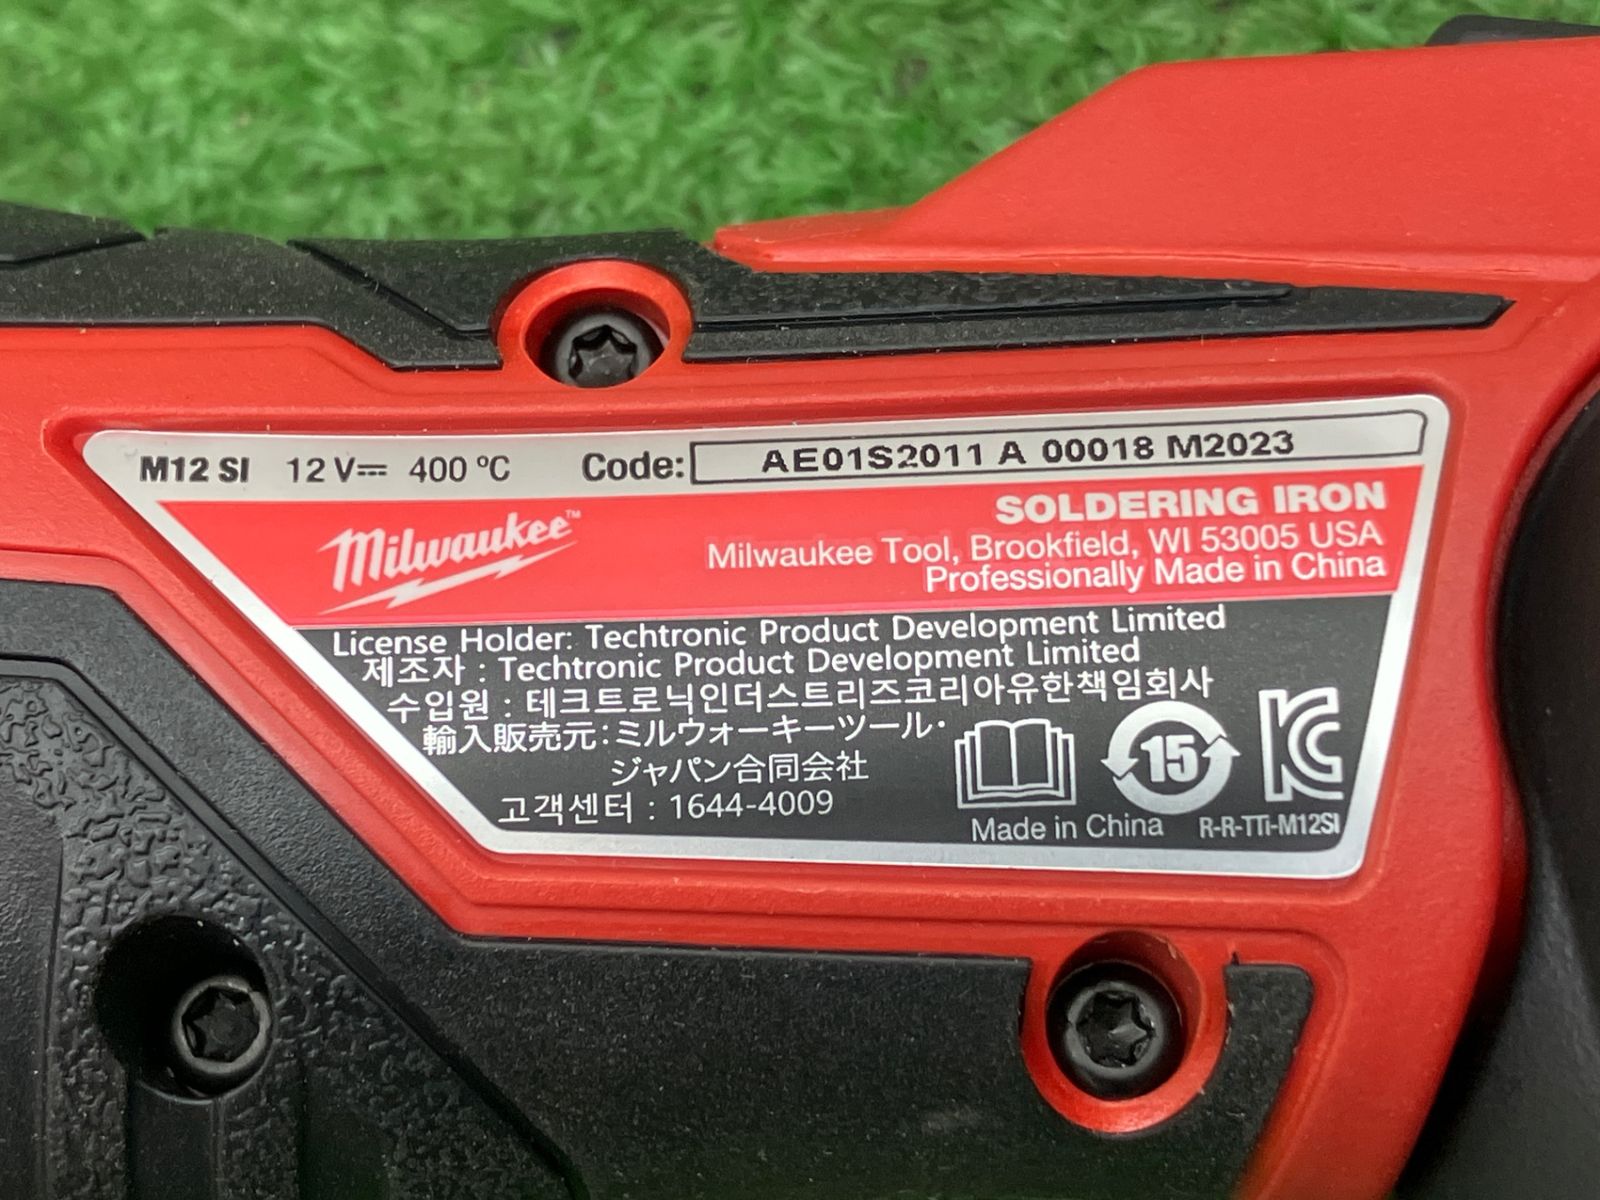 M12 SI 12 V⎓ 400 ºC Code: AE01S2011 A 00018 M2023
SOLDERING IRON
Milwaukee™
Milwaukee Tool, Brookfield, WI 53005 USA
Professionally Made in China
License Holder: Techtronic Product Development Limited
제조자 : Techtronic Product Development Limited
수입원 : 테크트로닉인더스트리즈코리아유한책임회사
輸入販売元:ミルウォーキーツール・
ジャパン合同会社
15
고객센터 : 1644-4009
Made in China R-R-TTi-M12SI